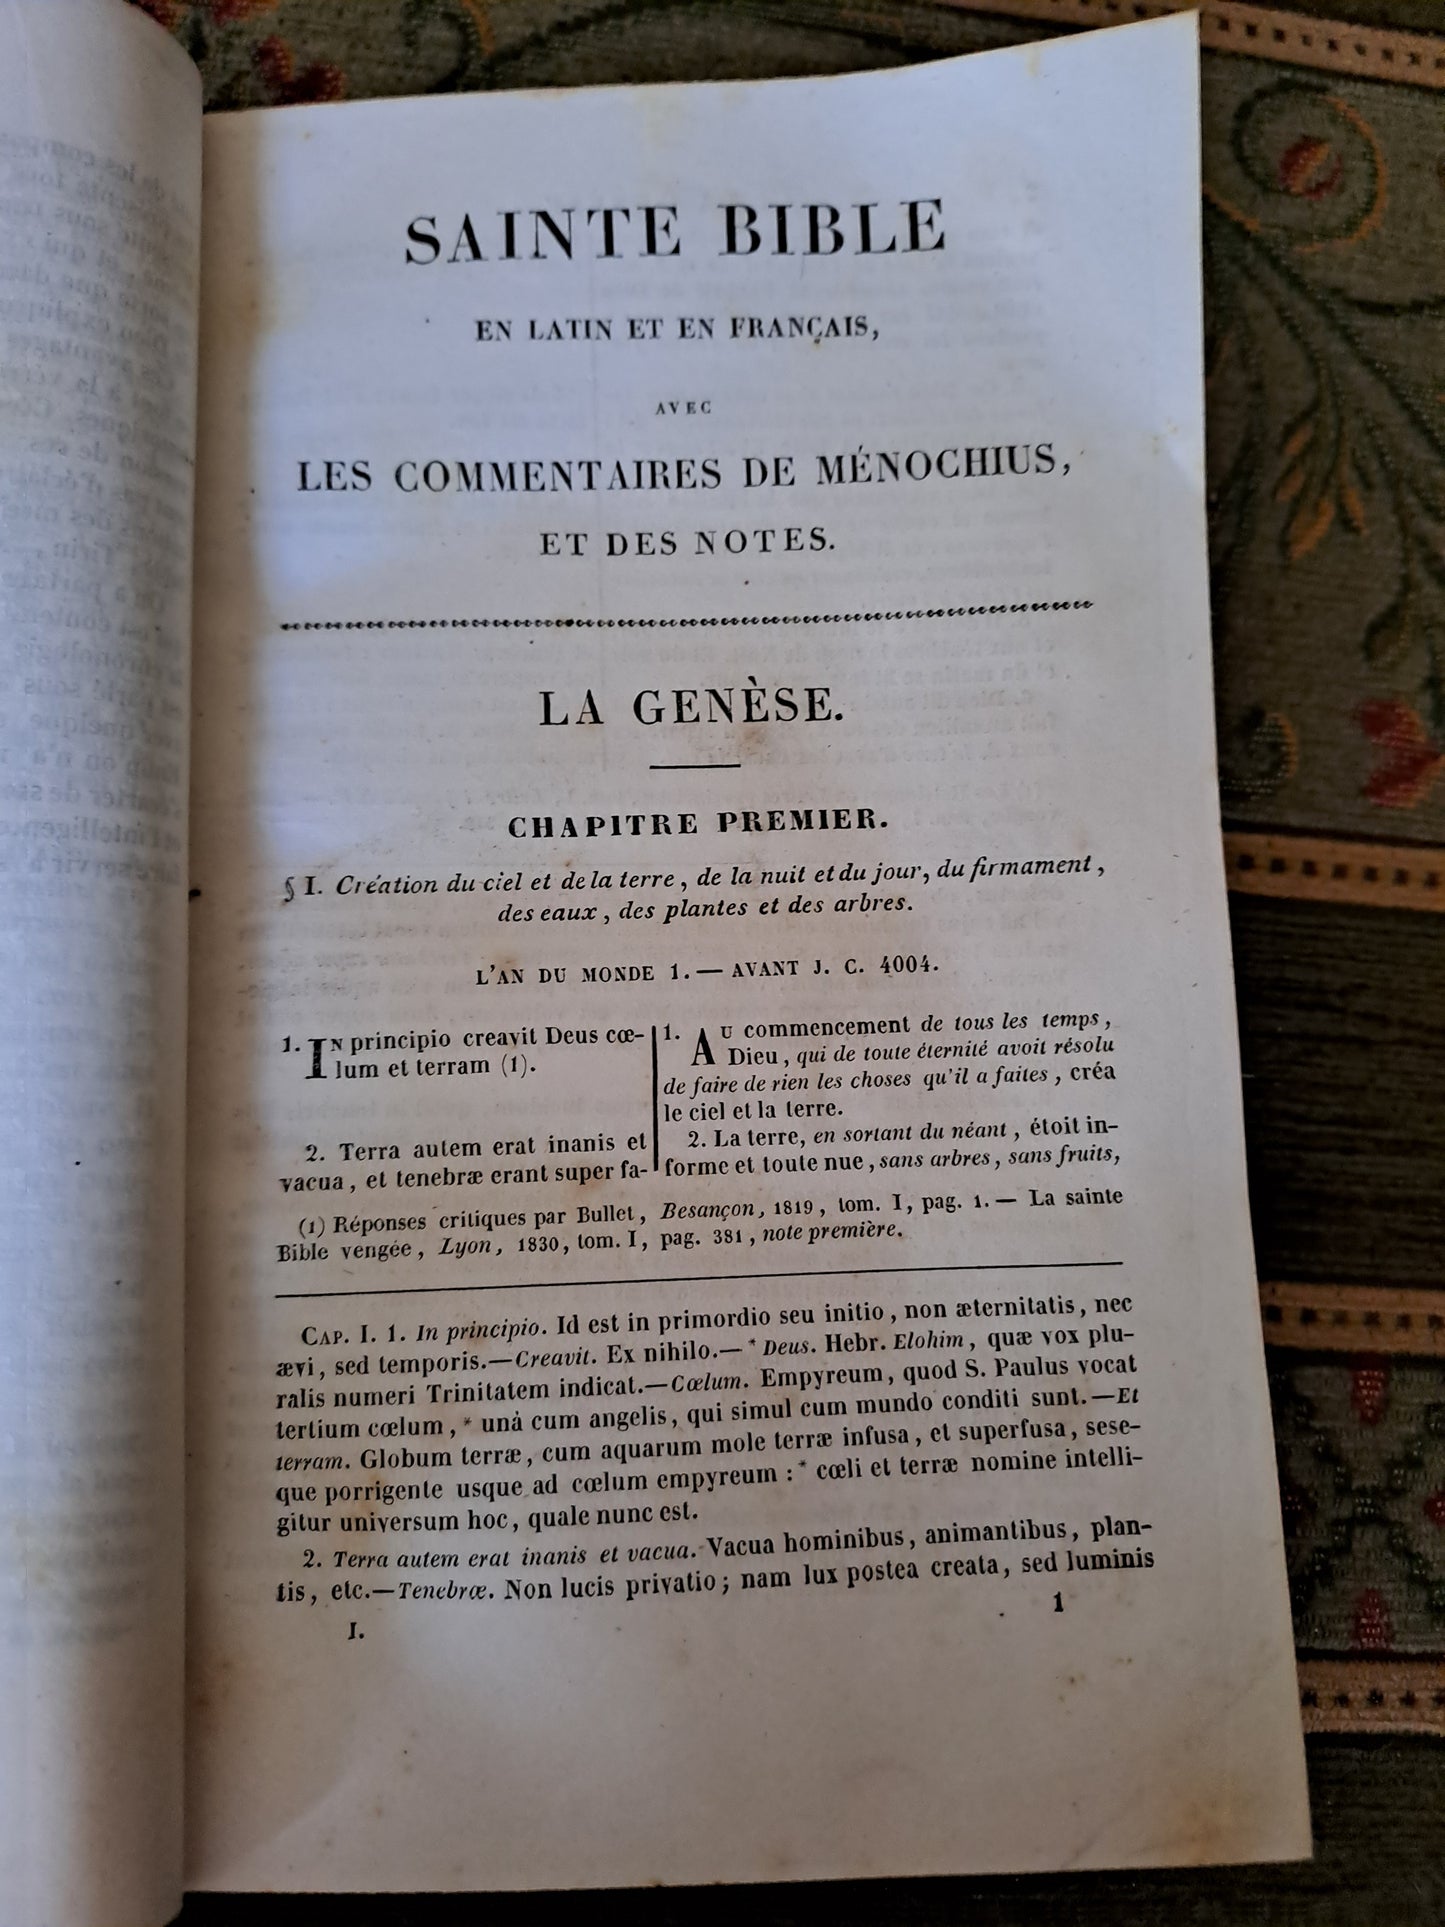 SAINTE BIBLE
EN LATIN ET EN FRANÇAIS,
AVEC
LES COMMENTAIRES DE MÉNOCHIUS,
ET DES NOTES.
LA GENÈSE.
CHAPITRE PREMIER.
§ I. Création du ciel et de la terre, de la nuit et du jour, du firmament,
des eaux, des plantes et des arbres.
L'AN DU MONDE 1. — AVANT J. C. 4004.
1. IN principio creavit Deus cœ-
lum et terram (1).
2. Terra autem erat inanis et
vacua, et tenebræ erant super fa-
1. AU commencement de tous les temps,
Dieu, qui de toute éternité avoit résolu
de faire de rien les choses qu'il a faites, créa
le ciel et la terre.
2. La terre, en sortant du néant, étoit in-
forme et toute nue, sans arbres, sans fruits,
(1) Réponses critiques par Bullet, Besançon, 1819, tom. I, pag. 1. — La sainte
Bible vengée, Lyon, 1830, tom. I, pag. 381, note première.
CAP. I. 1. In principio. Id est in primordio seu initio, non æternitatis, nec
ævi, sed temporis.—Creavit. Ex nihilo.—* Deus. Hebr. Elohim, quæ vox plu-
ralis numeri Trinitatem indicat.—Cœlum. Empyreum, quod S. Paulus vocat
tertium cœlum, * unà cum angelis, qui simul cum mundo conditi sunt.—Et
terram. Globum terræ, cum aquarum mole terræ infusa, et superfusa, sese-
que porrigente usque ad cœlum empyreum : * cœli et terræ nomine intelli-
gitur universum hoc, quale nunc est.
2. Terra autem erat inanis et vacua. Vacua hominibus, animantibus, plan-
tis, etc.—Tenebræ. Non lucis privatio; nam lux postea creata, sed luminis
I.
1